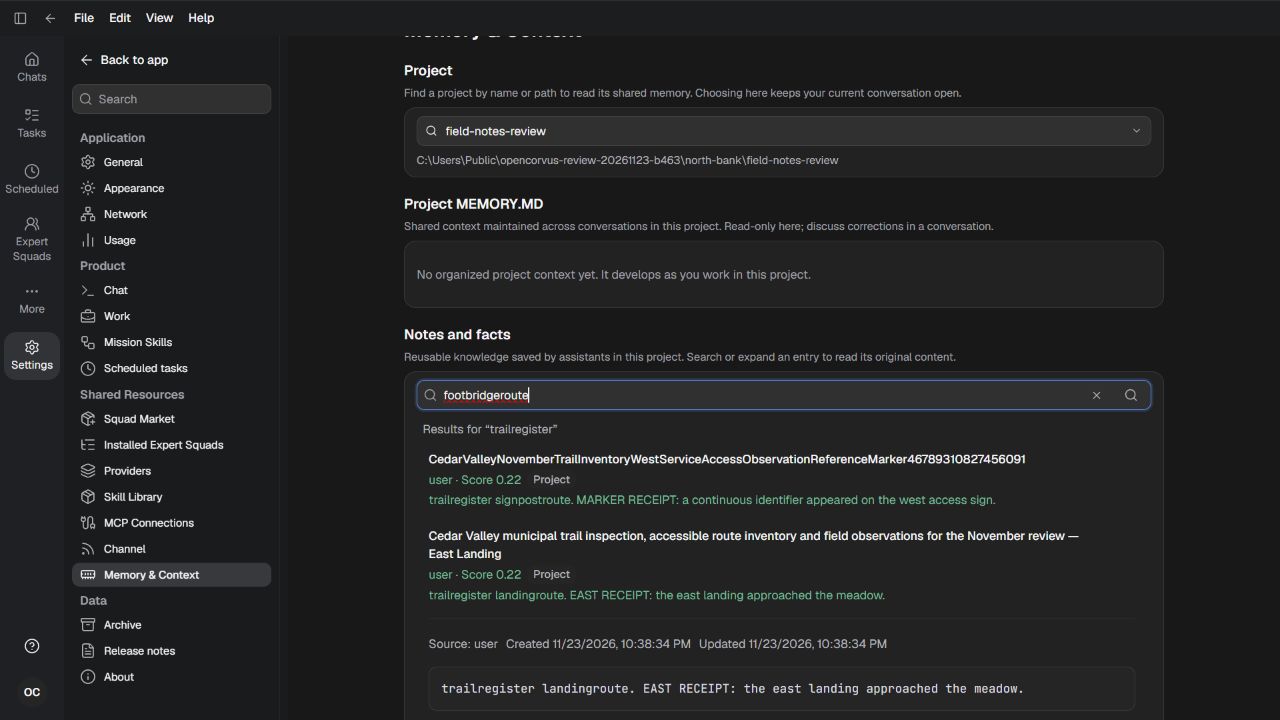 File Edit View Help
Chats
Tasks
Scheduled
Expert
Squads
More
Settings
OC
Back to app
Search
Application
General
Appearance
Network
Usage
Product
Chat
Work
Mission Skills
Scheduled tasks
Shared Resources
Squad Market
Installed Expert Squads
Providers
Skill Library
MCP Connections
Channel
Memory & Context
Data
Archive
Release notes
About
Memory & Context
Project
Find a project by name or path to read its shared memory. Choosing here keeps your current conversation open.
field-notes-review
C:\Users\Public\opencorvus-review-20261123-b463\north-bank\field-notes-review
Project MEMORY.MD
Shared context maintained across conversations in this project. Read-only here; discuss corrections in a conversation.
No organized project context yet. It develops as you work in this project.
Notes and facts
Reusable knowledge saved by assistants in this project. Search or expand an entry to read its original content.
footbridgeroute
Results for “trailregister”
CedarValleyNovemberTrailInventoryWestServiceAccessObservationReferenceMarker46789310827456091
user · Score 0.22 Project
trailregister signpostroute. MARKER RECEIPT: a continuous identifier appeared on the west access sign.
Cedar Valley municipal trail inspection, accessible route inventory and field observations for the November review —
East Landing
user · Score 0.22 Project
trailregister landingroute. EAST RECEIPT: the east landing approached the meadow.
Source: user Created 11/23/2026, 10:38:34 PM Updated 11/23/2026, 10:38:34 PM
trailregister landingroute. EAST RECEIPT: the east landing approached the meadow.